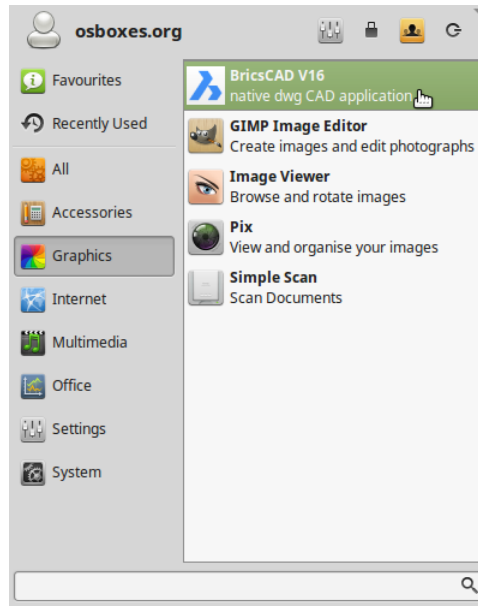 osboxes.org
Favourites
Recently Used
All
Accessories
Graphics
Internet
Multimedia
Office
Settings
System
BricsCAD V16
native dwg CAD application
GIMP Image Editor
Create images and edit photographs
Image Viewer
Browse and rotate images
Pix
View and organise your images
Simple Scan
Scan Documents